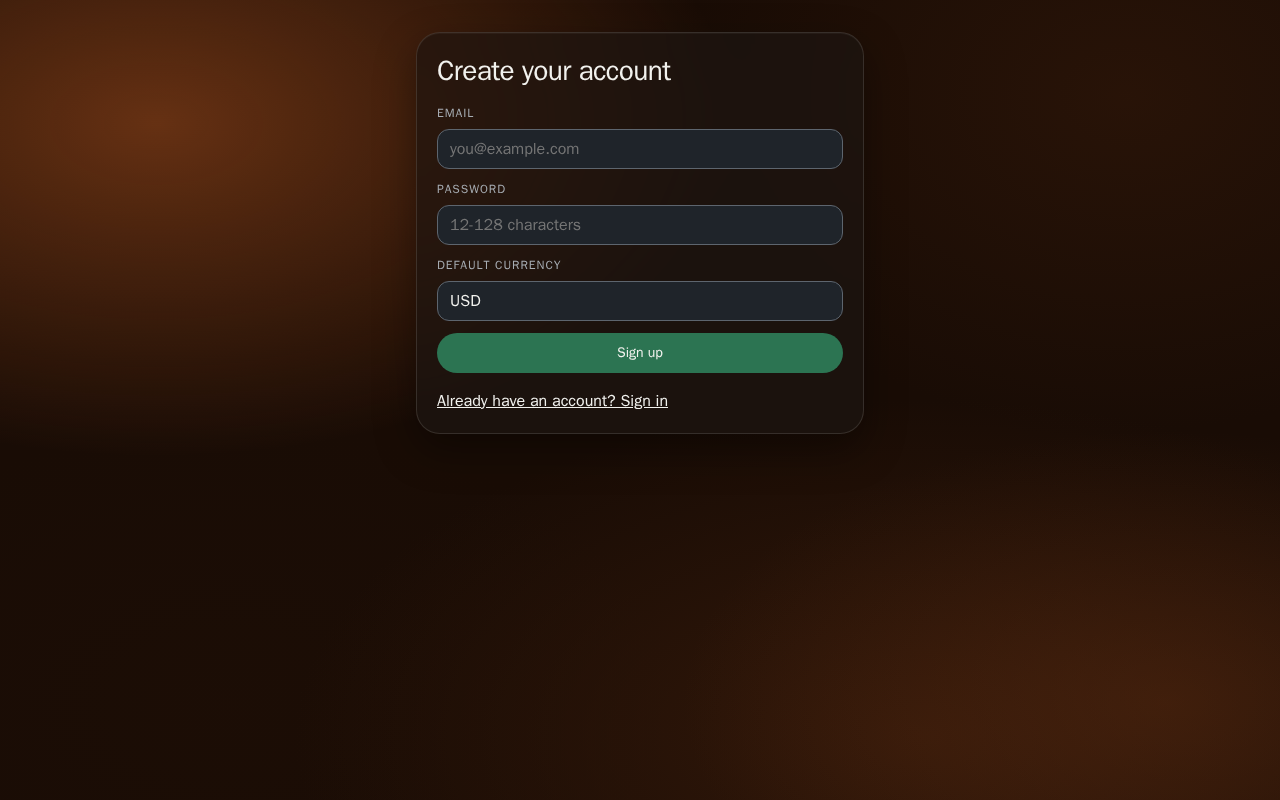 Create your account
EMAIL
you@example.com
PASSWORD
12-128 characters
DEFAULT CURRENCY
USD
Sign up
Already have an account? Sign in